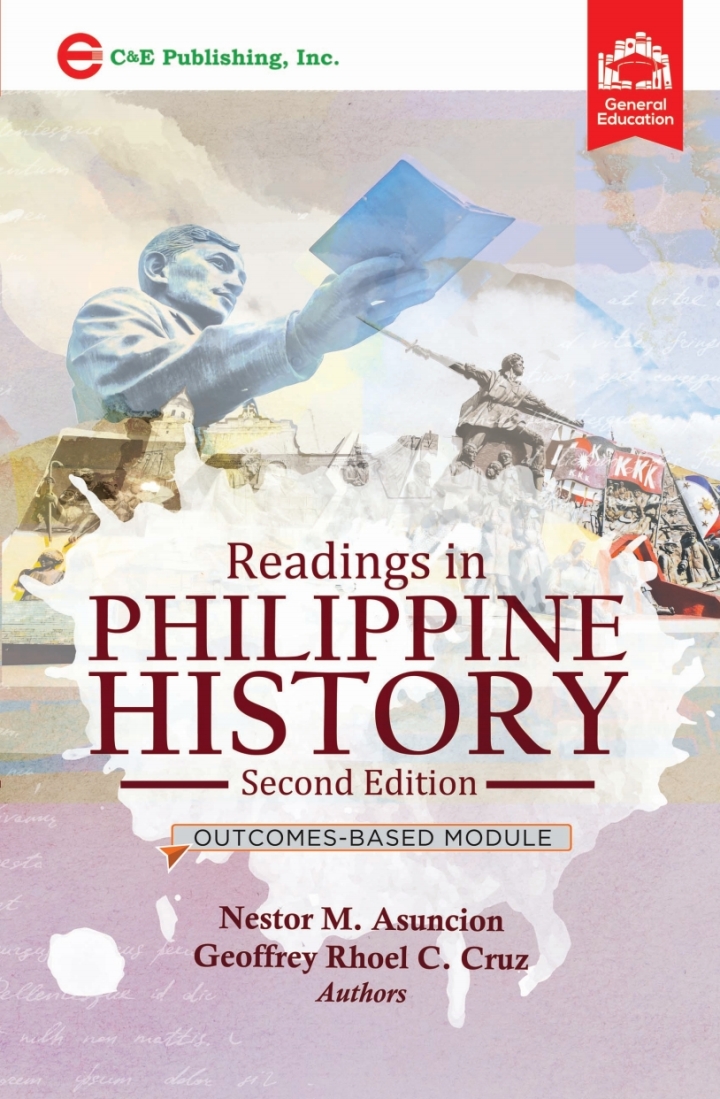 C&E Publishing, Inc.
General
Education
KKK
Readings in
PHILIPPINE
HISTORY
Second Edition
OUTCOMES-BASED MODULE
Nestor M. Asuncion
Geoffrey Rhoel C. Cruz
Authors